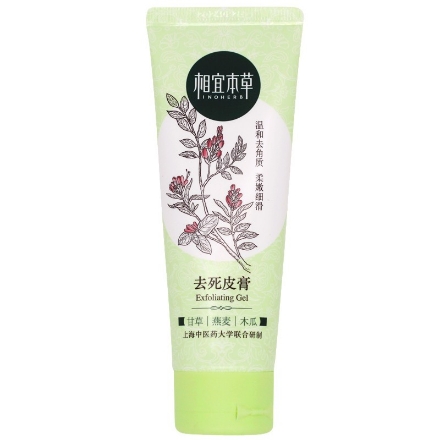 相宜本草
INOHERB
温和去角质 柔嫩细滑
去死皮膏
Exfoliating Gel
甘草 | 燕麦 | 木瓜
上海中医药大学联合研制